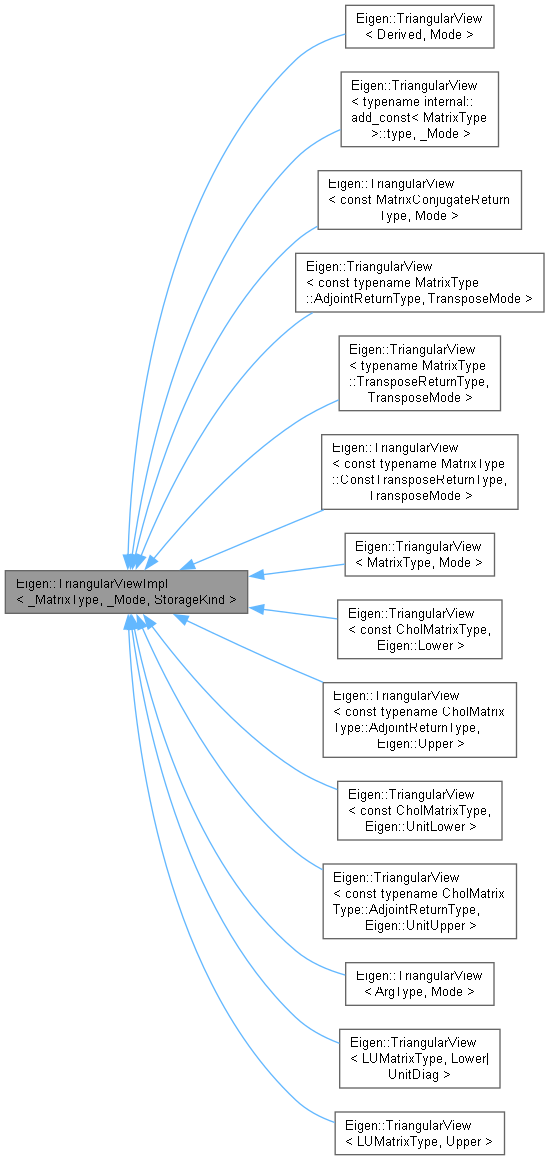 Eigen::TriangularView
< Derived, Mode >
Eigen::TriangularView
< typename internal::
add_const< MatrixType
>::type, _Mode >
Eigen::TriangularView
< const MatrixConjugateReturn
Type, Mode >
Eigen::TriangularView
< const typename MatrixType
::AdjointReturnType, TransposeMode >
Eigen::TriangularView
< typename MatrixType
::TransposeReturnType,
TransposeMode >
Eigen::TriangularView
< const typename MatrixType
::ConstTransposeReturnType,
TransposeMode >
Eigen::TriangularView
< MatrixType, Mode >
Eigen::TriangularViewImpl
< _MatrixType, _Mode, StorageKind >
Eigen::TriangularView
< const CholMatrixType,
Eigen::Lower >
Eigen::TriangularView
< const typename CholMatrix
Type::AdjointReturnType,
Eigen::Upper >
Eigen::TriangularView
< const CholMatrixType,
Eigen::UnitLower >
Eigen::TriangularView
< const typename CholMatrix
Type::AdjointReturnType,
Eigen::UnitUpper >
Eigen::TriangularView
< ArgType, Mode >
Eigen::TriangularView
< LUMatrixType, Lower|
UnitDiag >
Eigen::TriangularView
< LUMatrixType, Upper >